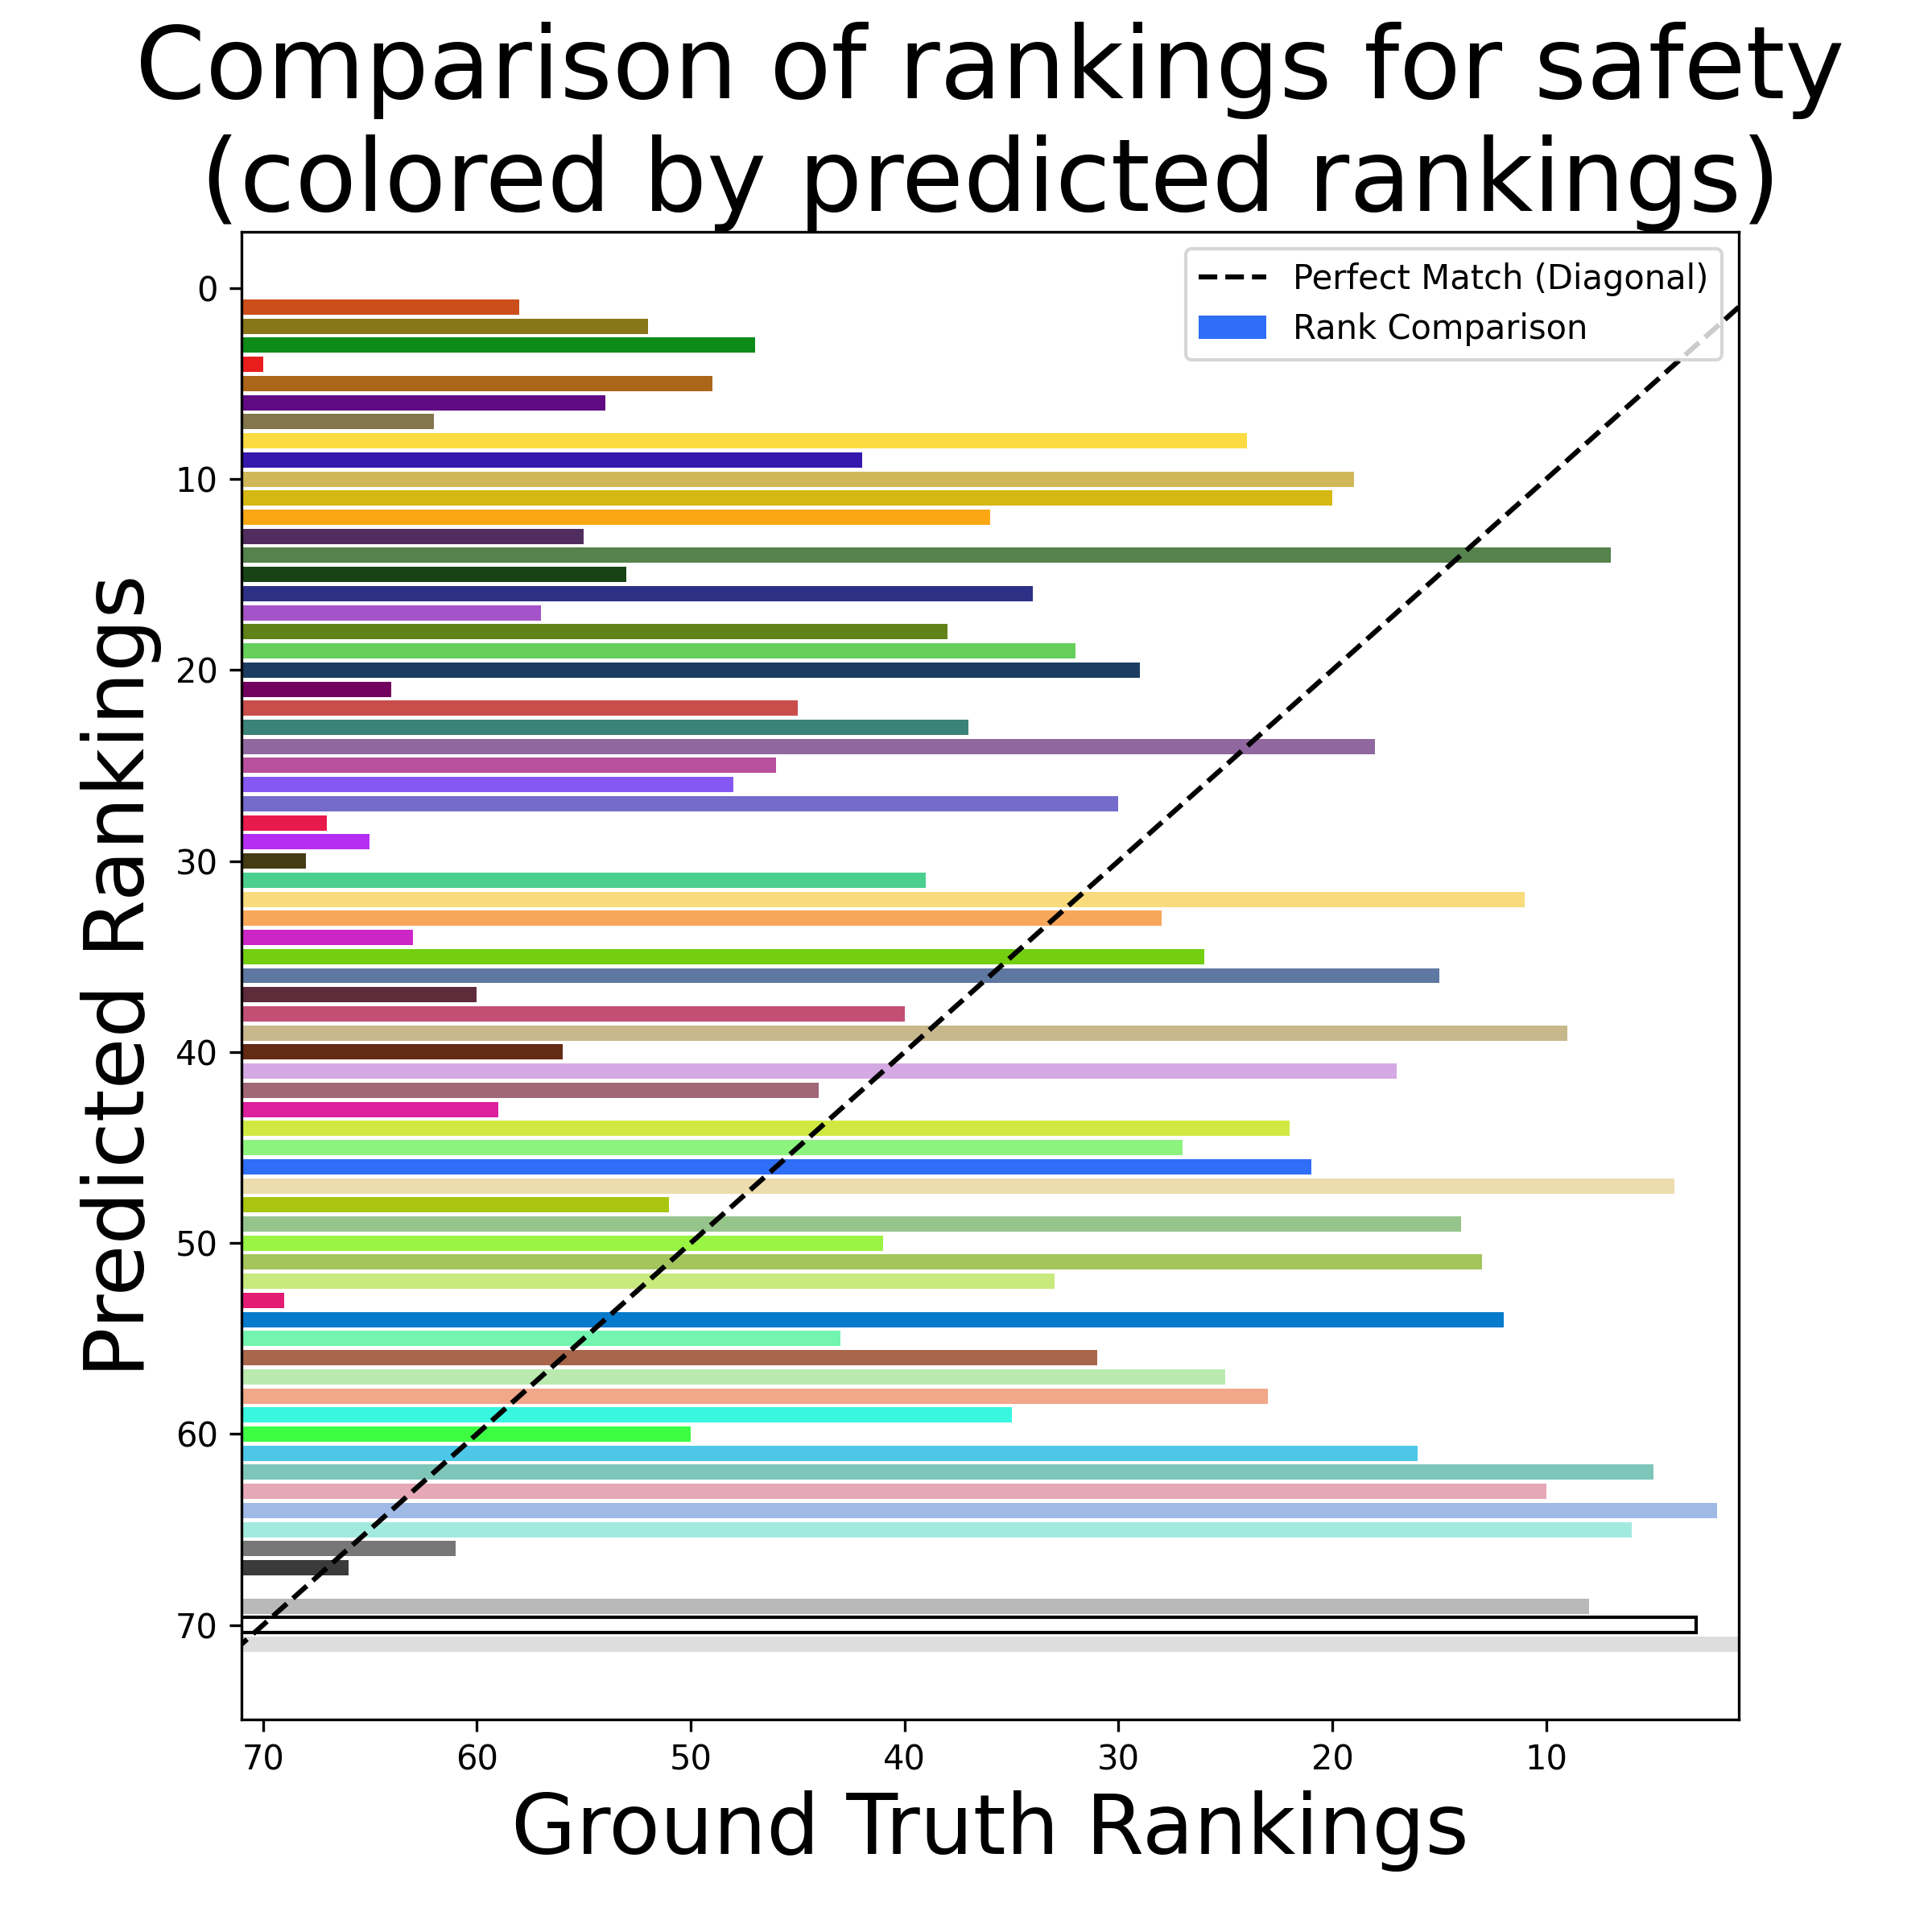 Comparison of rankings for safety
(colored by predicted rankings)
Perfect Match (Diagonal)
Rank Comparison
Predicted Rankings
0
10
20
30
40
50
60
70
70 60 50 40 30 20 10
Ground Truth Rankings